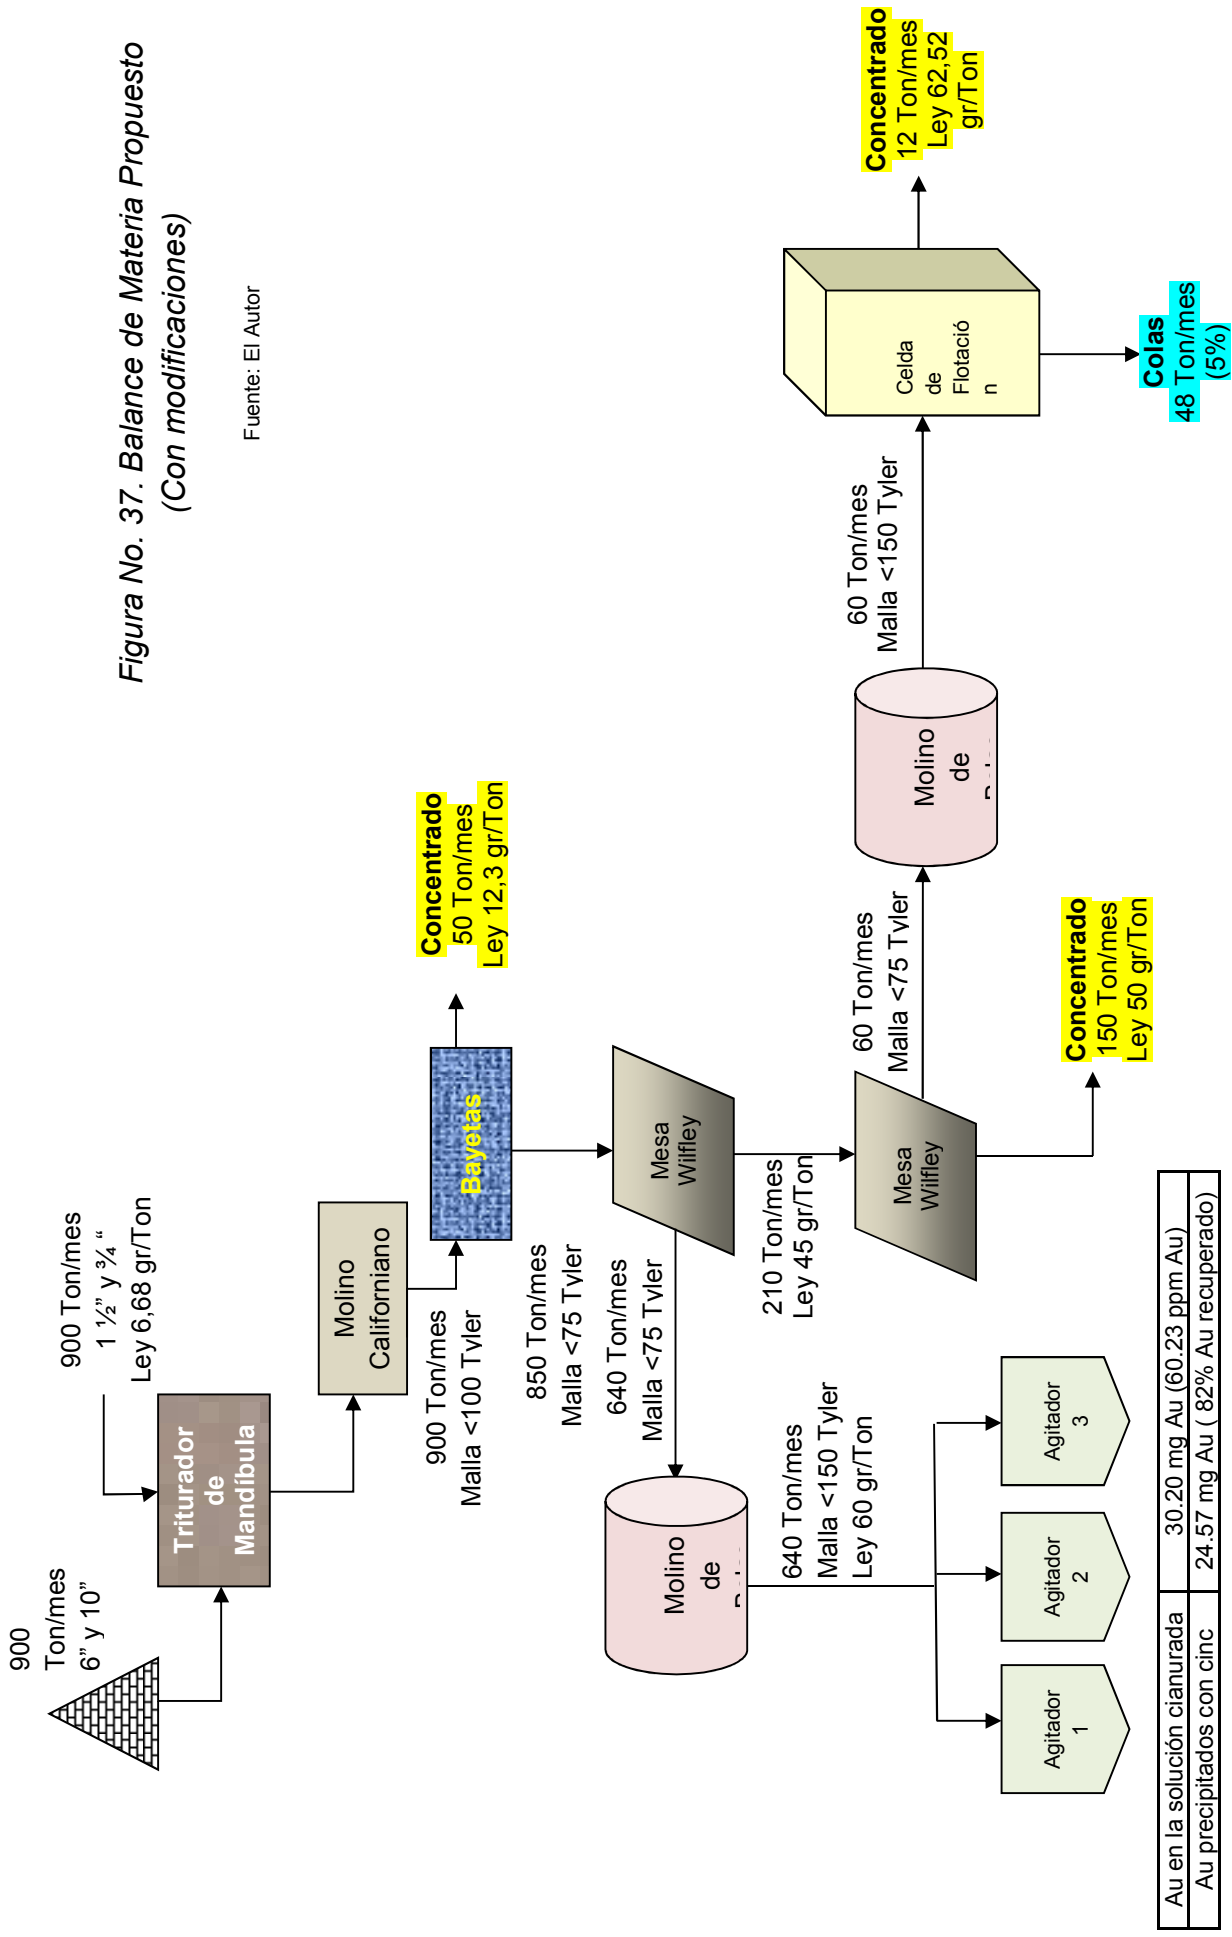 Figura No. 37. Balance de Materia Propuesto
(Con modificaciones)
Fuente: El Autor
900
Ton/mes
6” y 10”
900 Ton/mes
1 ½” y ¾ “
Ley 6,68 gr/Ton
Triturador
de
Mandíbula
Molino
Californiano
900 Ton/mes
Malla <100 Tyler
Bayetas
Concentrado
50 Ton/mes
Ley 12,3 gr/Ton
850 Ton/mes
Malla <75 Tyler
Mesa
Wilfley
640 Ton/mes
Malla <75 Tyler
Molino
de
640 Ton/mes
Malla <150 Tyler
Ley 60 gr/Ton
Agitador
1
Agitador
2
Agitador
3
210 Ton/mes
Ley 45 gr/Ton
Mesa
Wilfley
Concentrado
150 Ton/mes
Ley 50 gr/Ton
60 Ton/mes
Malla <75 Tyler
Molino
de
60 Ton/mes
Malla <150 Tyler
Celda
de
Flotació
n
Concentrado
12 Ton/mes
Ley 62,52
gr/Ton
Colas
48 Ton/mes
(5%)
Au en la solución cianurada 30.20 mg Au (60.23 ppm Au)
Au precipitados con cinc 24.57 mg Au ( 82% Au recuperado)